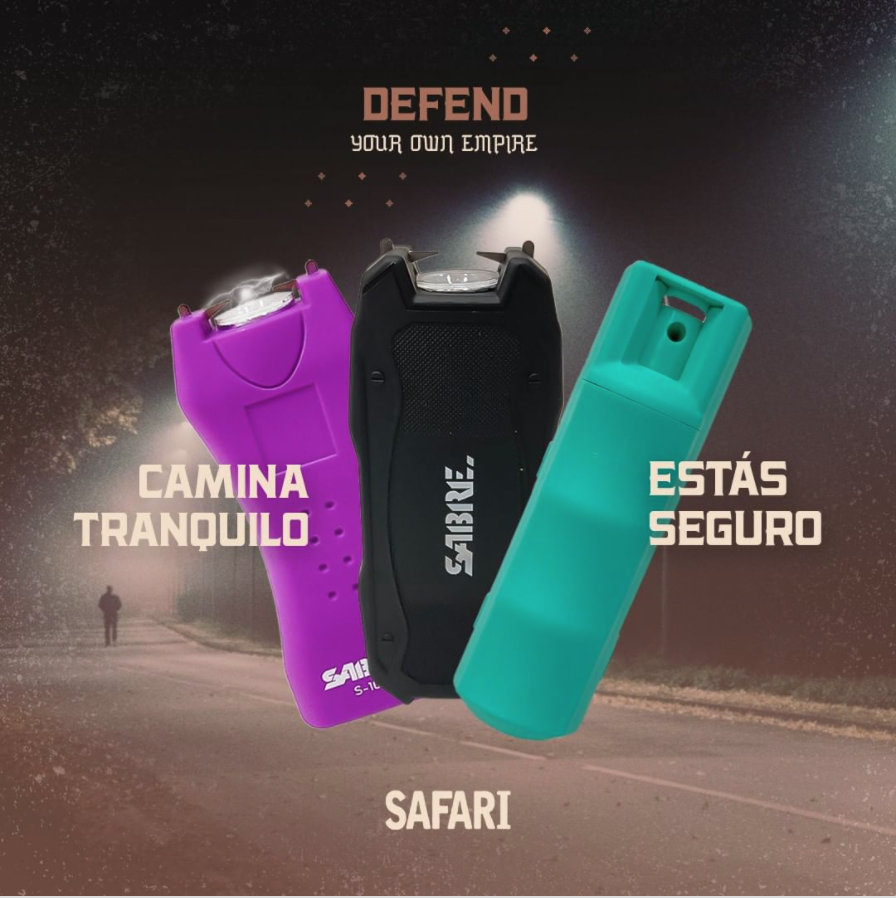 DEFEND
YOUR OWN EMPIRE
CAMINA
TRANQUILO
ESTÁS
SEGURO
SABRE.
SAFARI